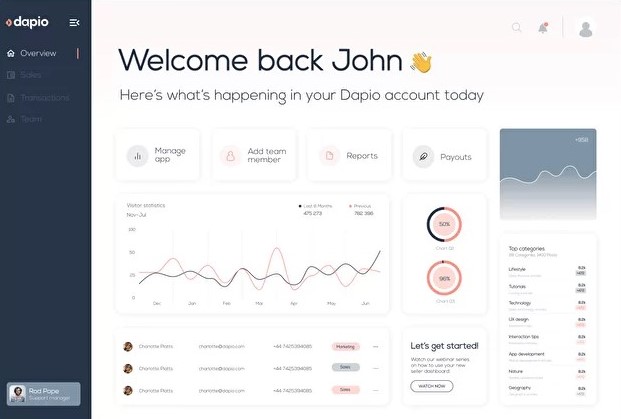 dapio
Overview
Sales
Transactions
Team
Rod Pope
Support manager
Welcome back John
Here's what's happening in your Dapio account today
Manage
app
Add team
member
Reports
Payouts
Visitor statistics
Nov-Jul
Last 6 Months
475 273
Previous
782 396
100
50
25
0
Dec
Jan
Feb
Mar
Apr
May
Jun
50%
Chart 02
96%
Chart 03
Top categories
Lifestyle
8.2k
Tutorials
8.2k
Technology
8.2k
UX design
8.2k
Interaction tips
8.2k
App development
8.2k
Nature
8.2k
Geography
8.2k
Charlotte Platts
charlotte@dapio.com
+44 7425394685
Marketing
Charlotte Platts
charlotte@dapio.com
+44 7425394685
Sales
Charlotte Platts
charlotte@dapio.com
+44 7425394685
Sales
Let's get started!
Watch our webinar series
on how to use your new
seller dashboard
WATCH NOW